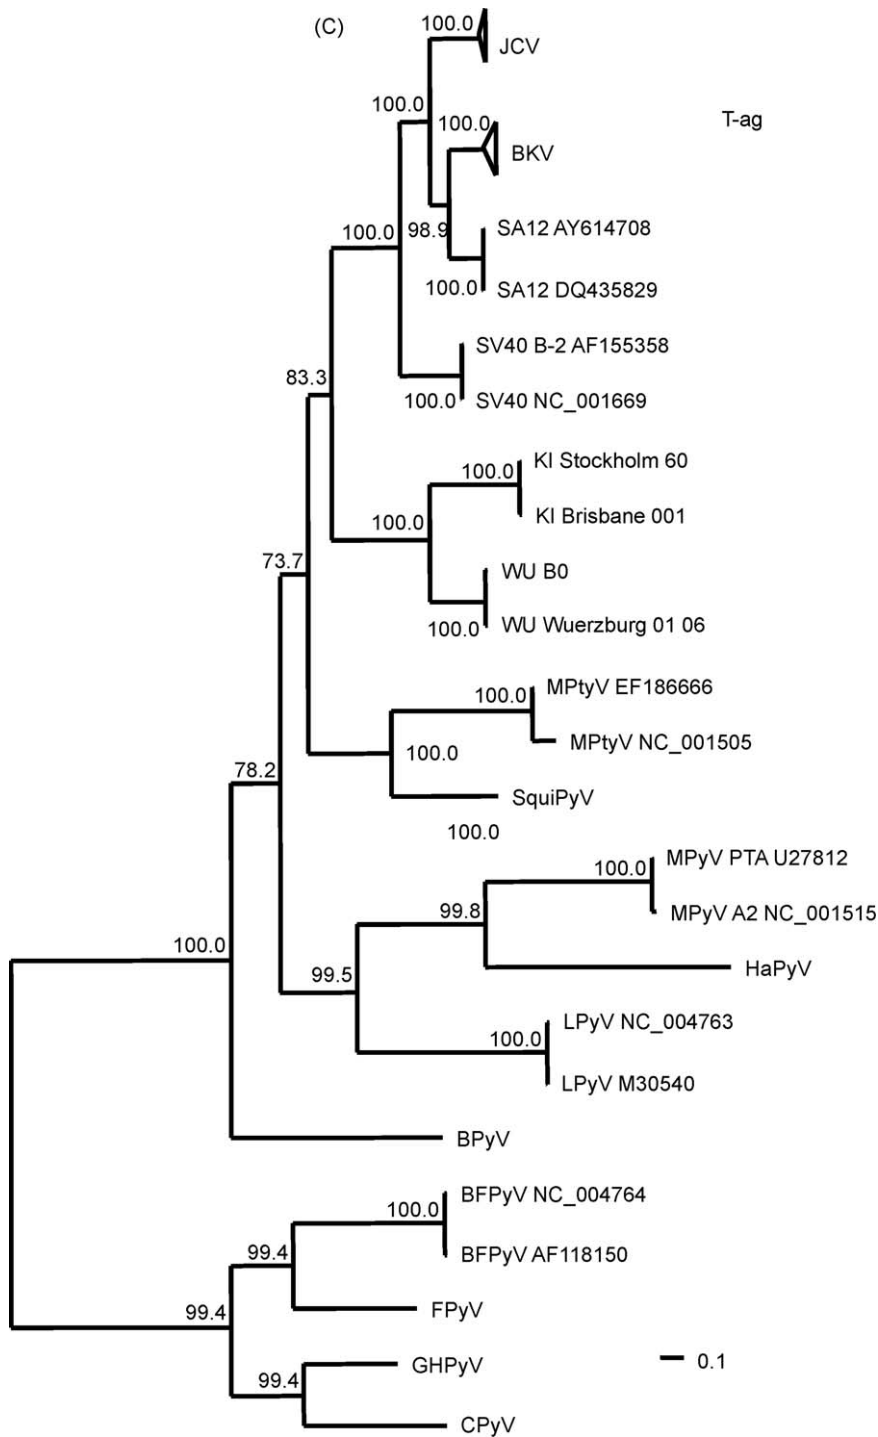 (C)
100.0
JCV
100.0
T-ag
100.0
BKV
SA12 AY614708
100.0
98.9
100.0
SA12 DQ435829
SV40 B-2 AF155358
83.3
100.0
SV40 NC_001669
KI Stockholm 60
100.0
KI Brisbane 001
100.0
73.7
WU B0
100.0
WU Wuerzburg 01 06
MPtyV EF186666
100.0
MPtyV NC_001505
100.0
78.2
SquiPyV
100.0
MPyV PTA U27812
100.0
99.8
MPyV A2 NC_001515
100.0
HaPyV
99.5
LPyV NC_004763
100.0
LPyV M30540
BPyV
BFPyV NC_004764
100.0
99.4
BFPyV AF118150
99.4
FPyV
GHPyV
0.1
99.4
CPyV